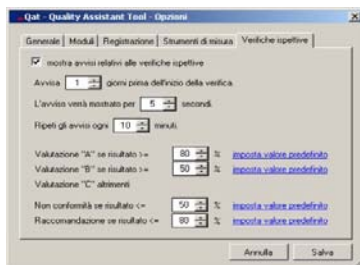 Qat - Quality Assistant Tool - Opzioni
Generale Moduli Registrazione Strumenti di misura Verifiche ispettive
mostra avvisi relativi alle verifiche ispettive
Avvisa 1 giorni prima dell'inizio della verifica.
L'avviso verrà mostrato per 5 secondi.
Ripeti gli avvisi ogni 10 minuti.
Valutazione "A" se risultato >= 80 % imposta valore predefinito
Valutazione "B" se risultato >= 50 % imposta valore predefinito
Valutazione "C" altrimenti
Non conformità se risultato <= 50 % imposta valore predefinito
Raccomandazione se risultato <= 80 % imposta valore predefinito
Annulla Salva